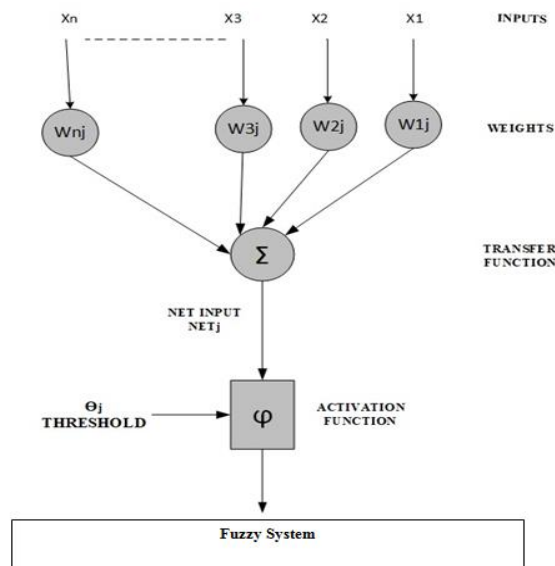 Xn X3 X2 X1 INPUTS
Wnj W3j W2j W1j WEIGHTS
Σ
TRANSFER
FUNCTION
NET INPUT
NETj
Θj
THRESHOLD
φ
ACTIVATION
FUNCTION
Fuzzy System